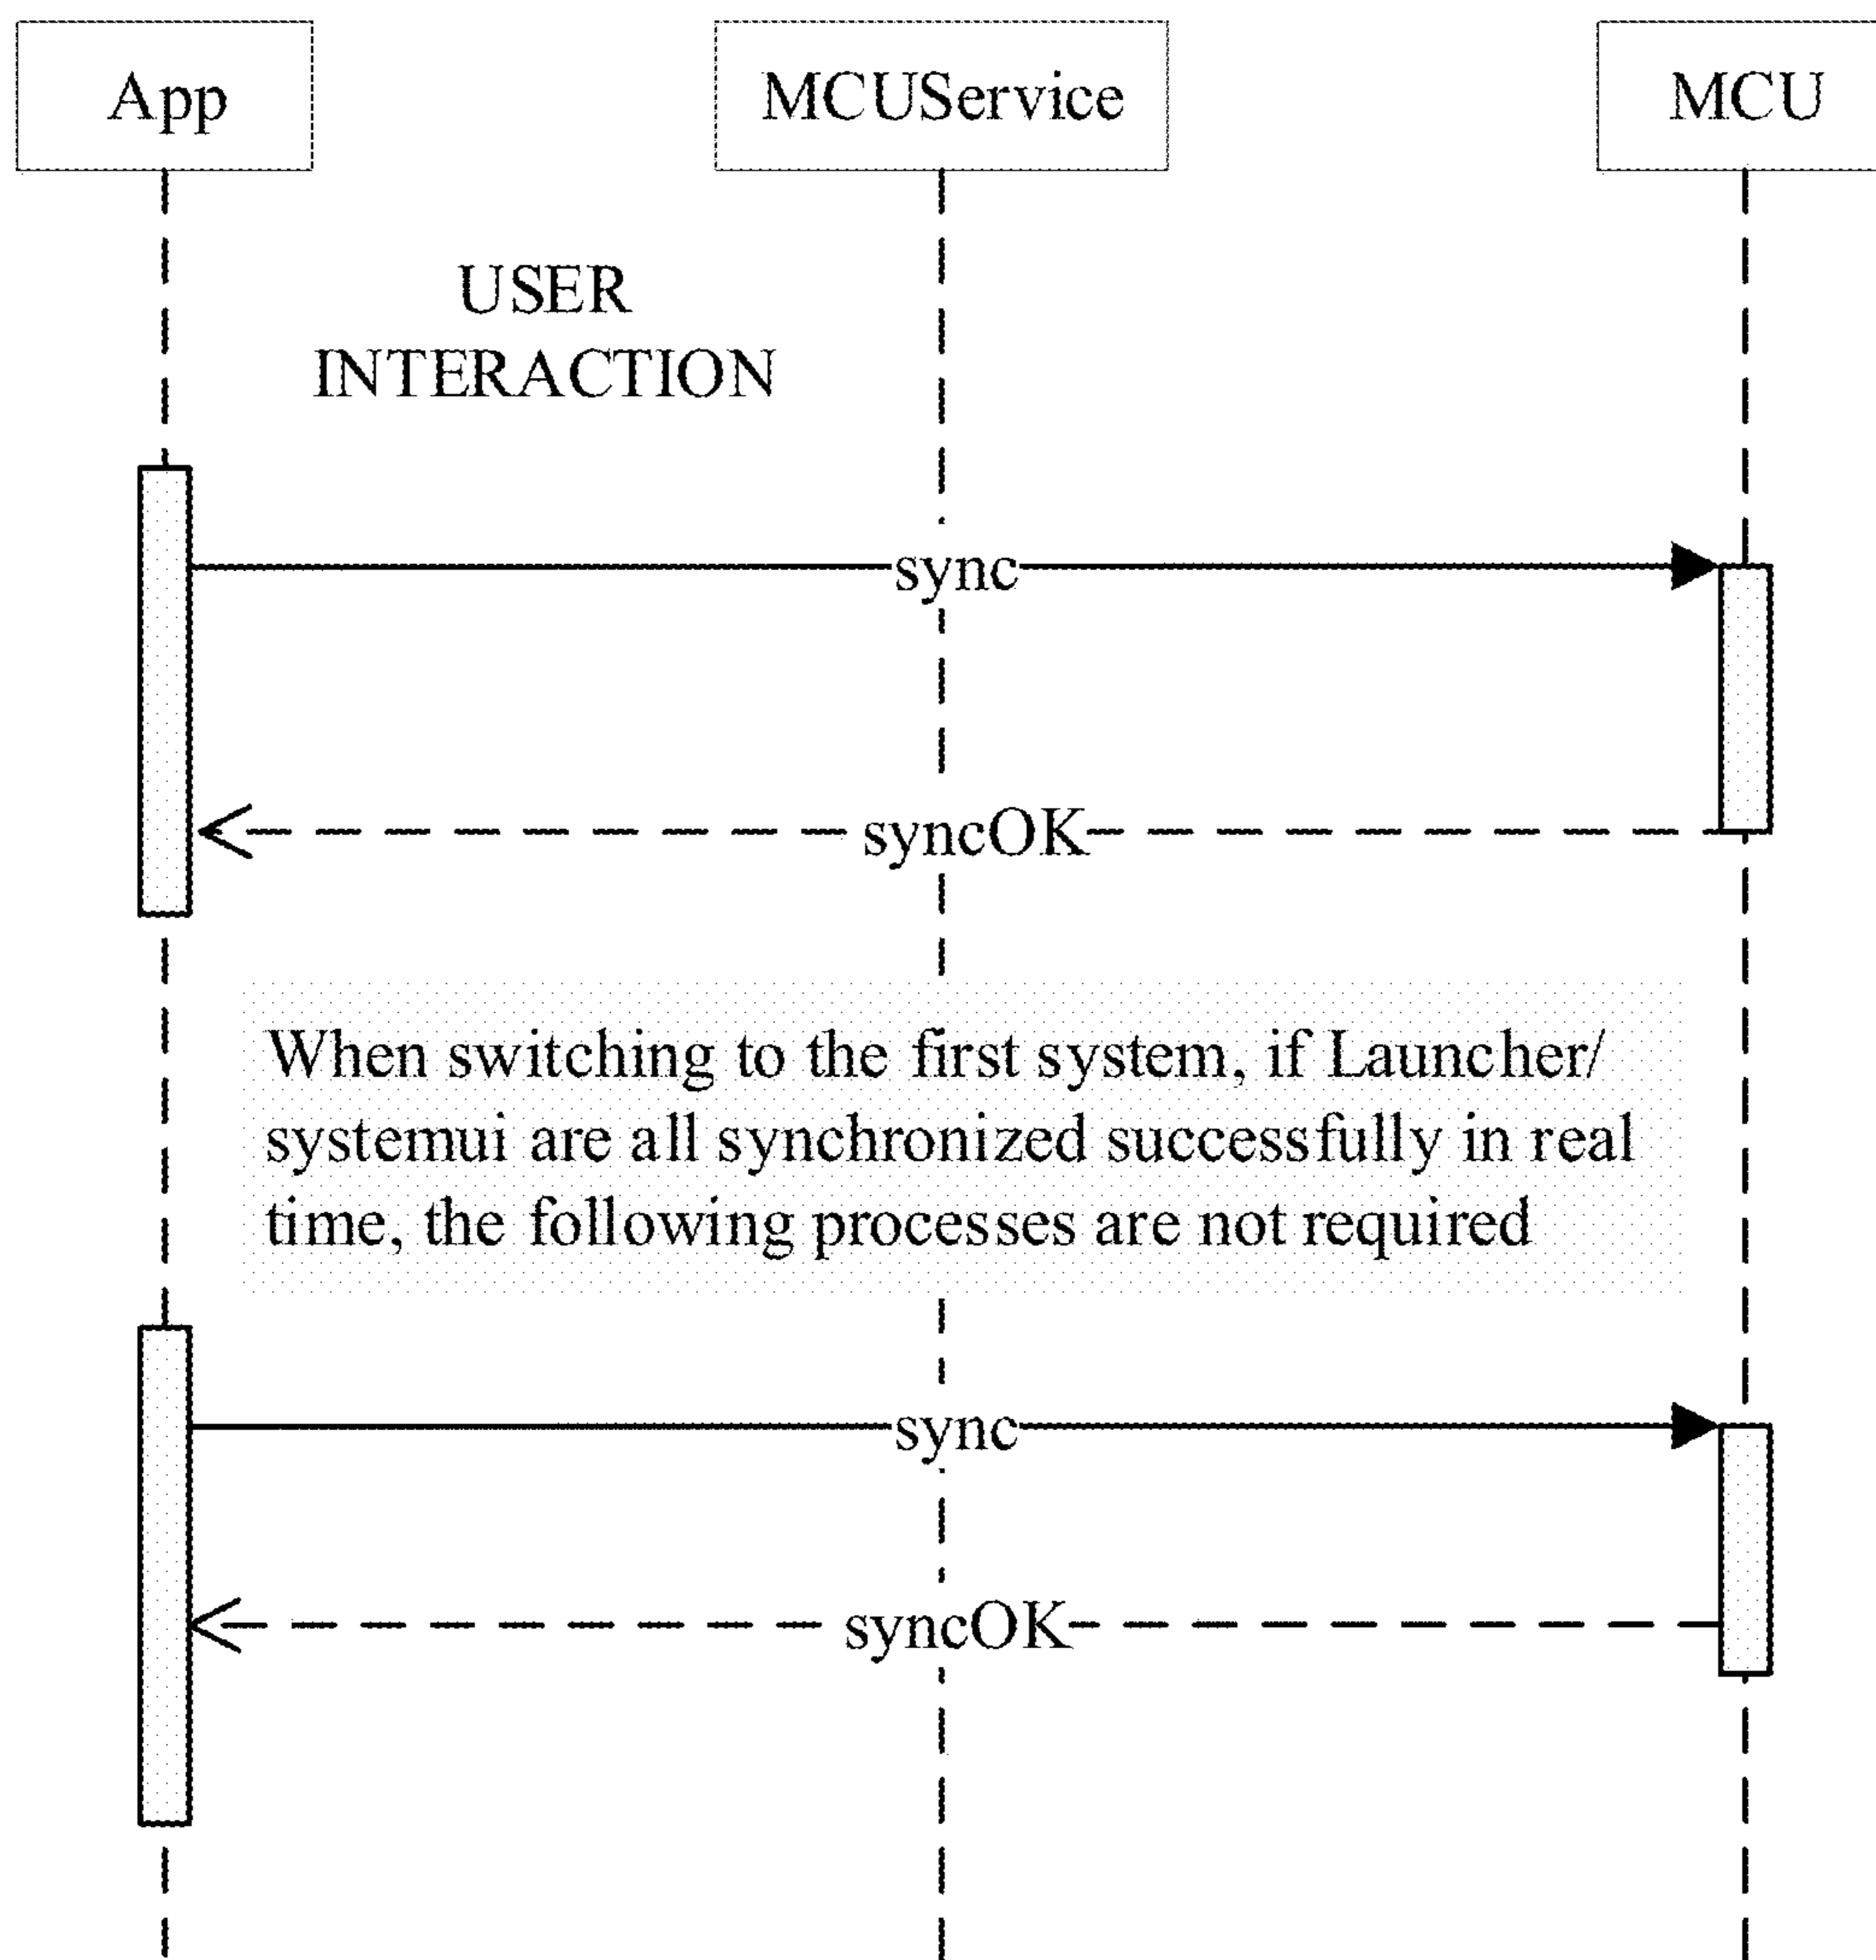 App
MCUService
MCU
USER
INTERACTION
sync
syncOK
When switching to the first system, if Launcher/
systemui are all synchronized successfully in real
time, the following processes are not required
sync
syncOK